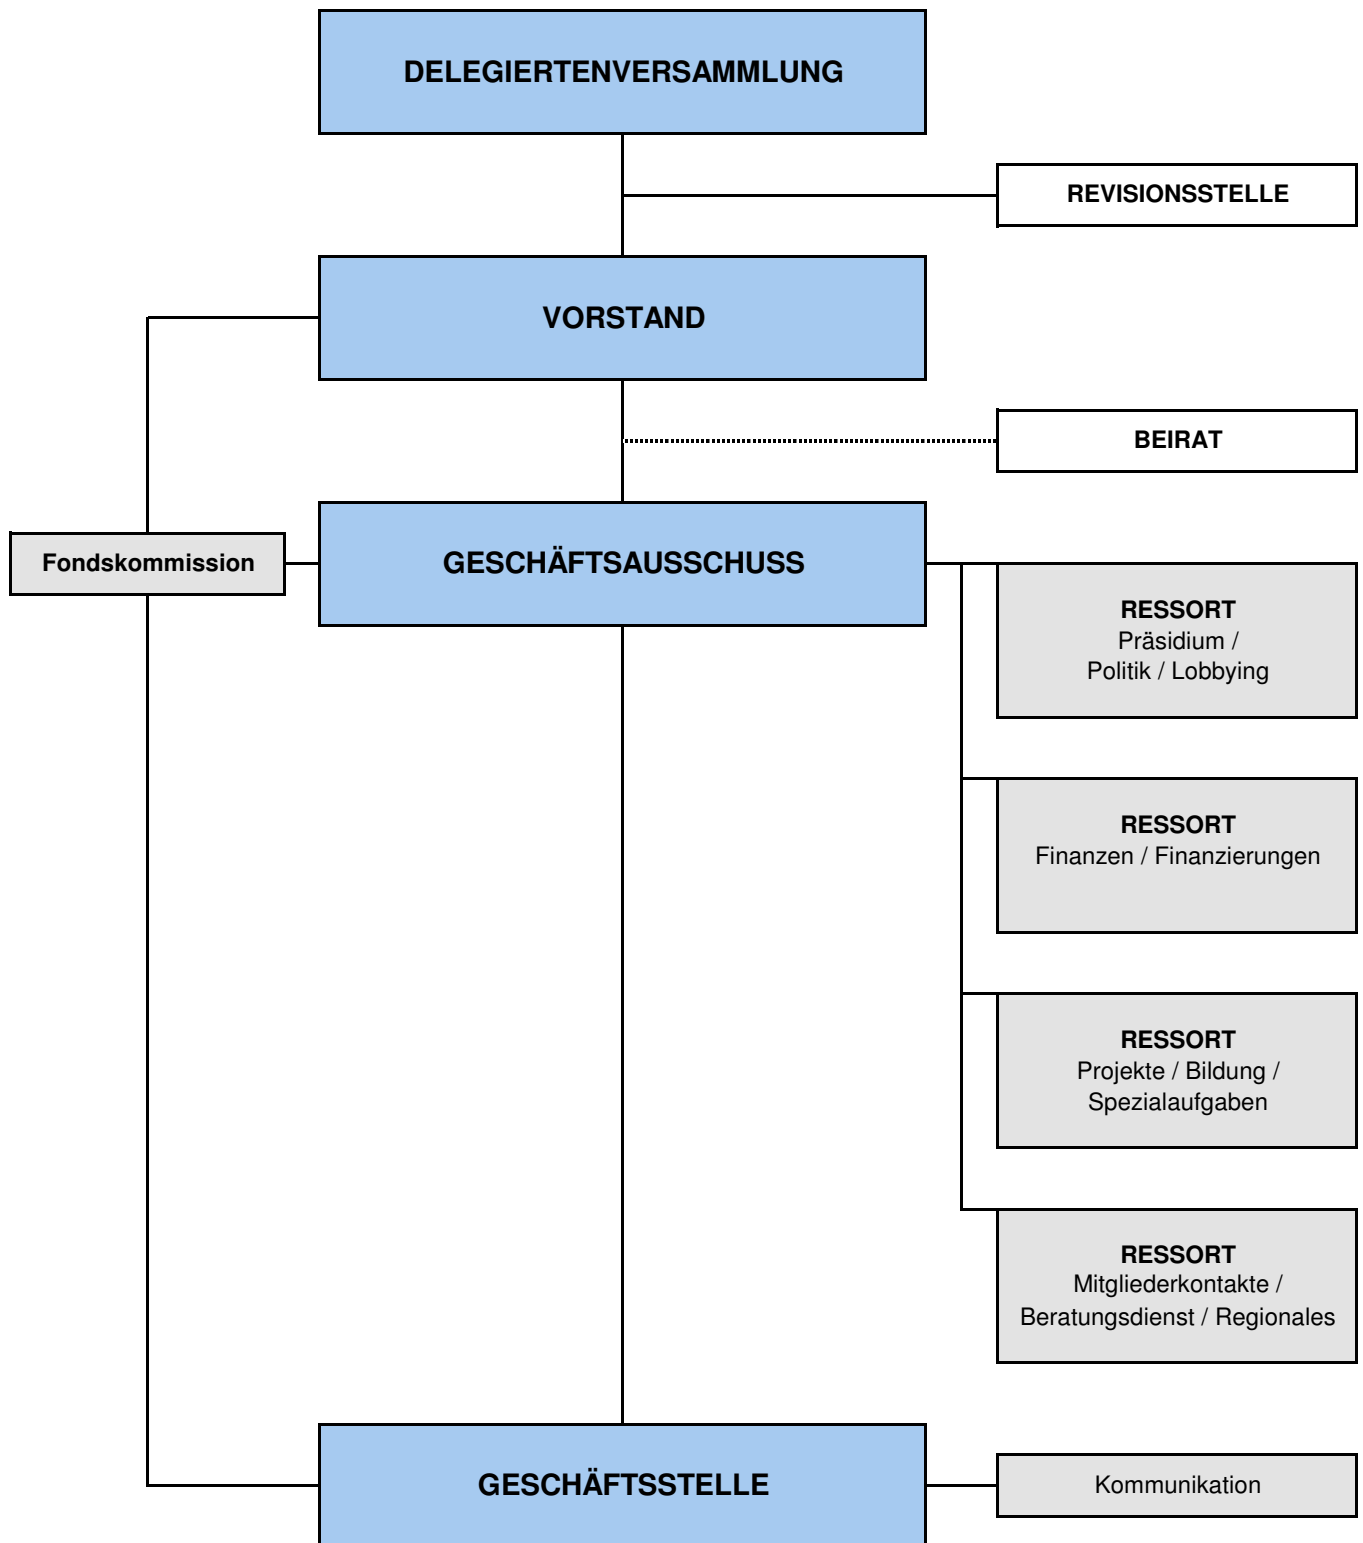 DELEGIERTENVERSAMMLUNG
REVISIONSSTELLE
VORSTAND
BEIRAT
Fondskommission
GESCHÄFTSAUSSCHUSS
RESSORT
Präsidium /
Politik / Lobbying
RESSORT
Finanzen / Finanzierungen
RESSORT
Projekte / Bildung /
Spezialaufgaben
RESSORT
Mitgliederkontakte /
Beratungsdienst / Regionales
GESCHÄFTSSTELLE
Kommunikation